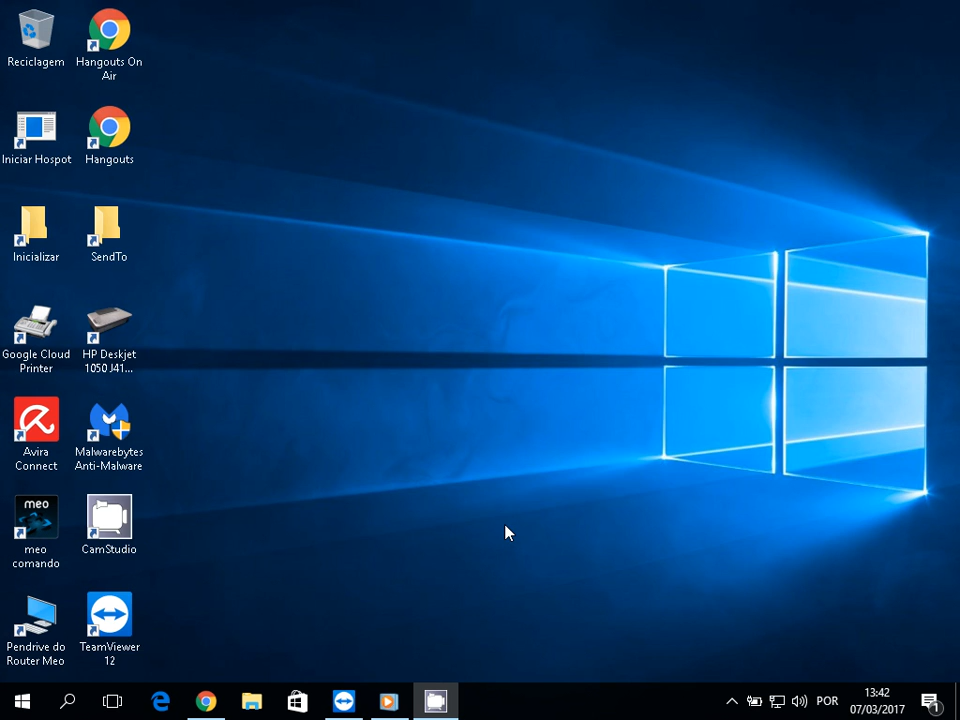 Reciclagem
Hangouts On
Air
Iniciar Hospot
Hangouts
Inicializar
SendTo
Google Cloud
Printer
HP Deskjet
1050 J41...
Avira
Connect
Malwarebytes
Anti-Malware
meo
meo
comando
CamStudio
Pendrive do
Router Meo
TeamViewer
12
POR
13:42
07/03/2017
1